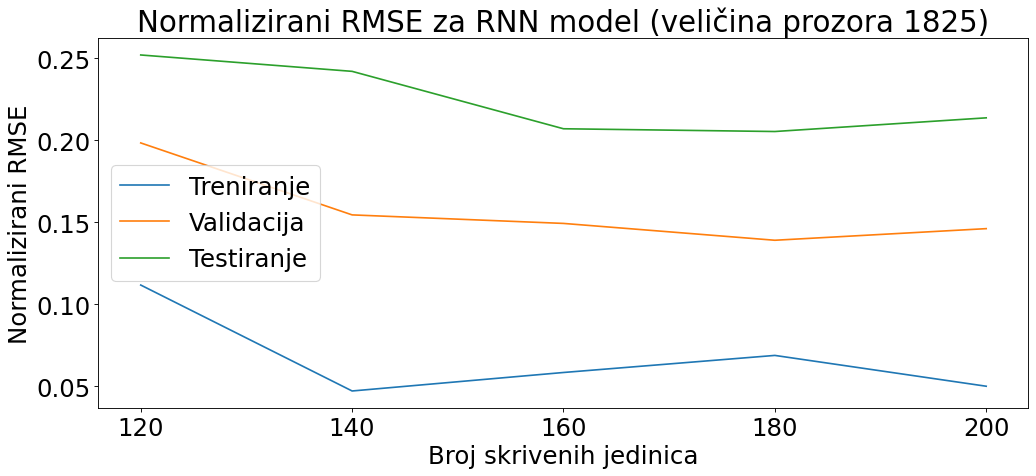 Normalizirani RMSE za RNN model (veličina prozora 1825)
Normalizirani RMSE
0.25
0.20
0.15
0.10
0.05
Treniranje
Validacija
Testiranje
120 140 160 180 200
Broj skrivenih jedinica